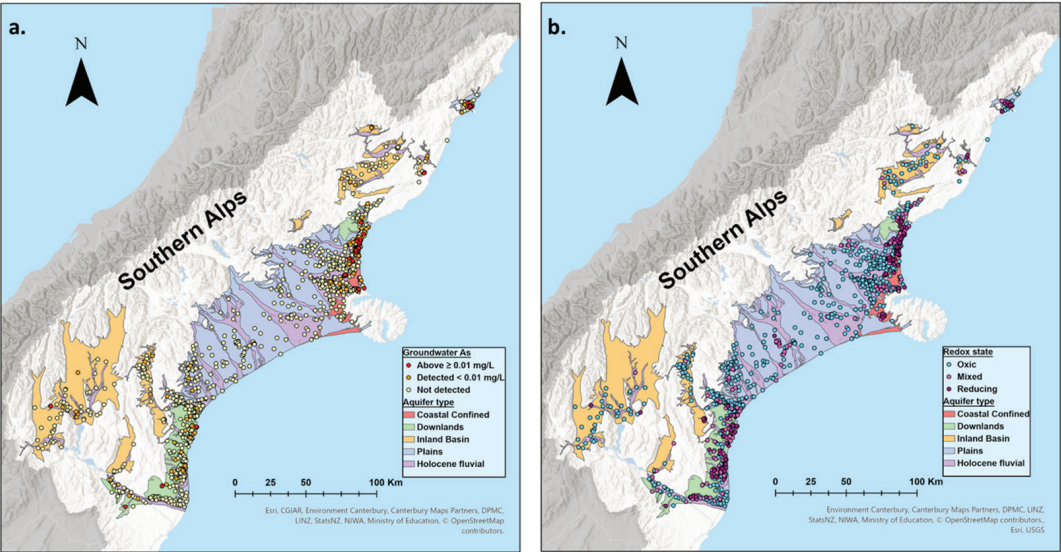 a.
N
Southern Alps
Groundwater As
Above ≥ 0.01 mg/L
Detected < 0.01 mg/L
Not detected
Aquifer type
Coastal Confined
Downlands
Inland Basin
Plains
Holocene fluvial
0 25 50 100 Km
Esri, CGIAR, Environment Canterbury, Canterbury Maps Partners, DPMC,
LINZ, StatsNZ, NIWA, Ministry of Education, © OpenStreetMap
contributors.
b.
N
Southern Alps
Redox state
Oxic
Mixed
Reducing
Aquifer type
Coastal Confined
Downlands
Inland Basin
Plains
Holocene fluvial
0 25 50 100 Km
Environment Canterbury, Canterbury Maps Partners, DPMC, LINZ,
StatsNZ, NIWA, Ministry of Education, © OpenStreetMap contributors.,
Esri, USGS